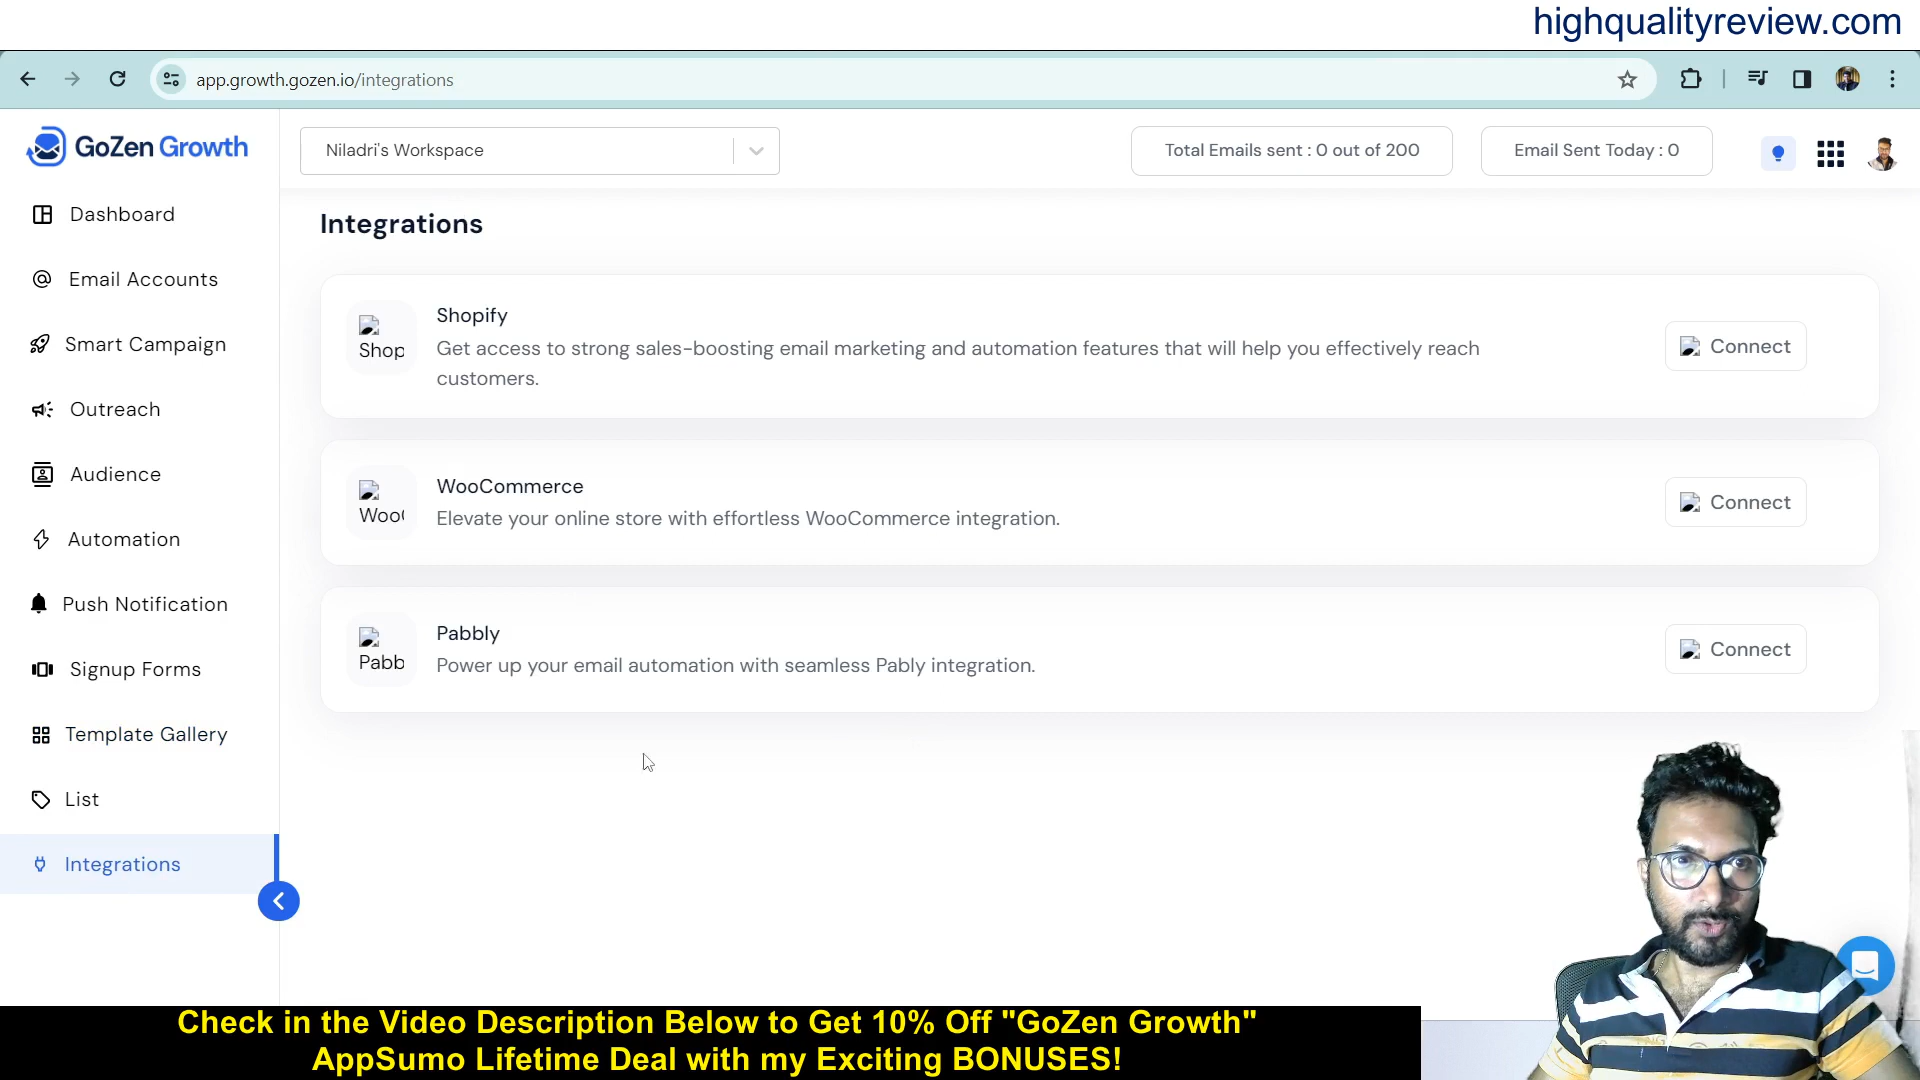 highqualityreview.com
app.growth.gozen.io/integrations
GoZen Growth
Niladri's Workspace
Total Emails sent : 0 out of 200
Email Sent Today : 0
Dashboard
Email Accounts
Smart Campaign
Outreach
Audience
Automation
Push Notification
Signup Forms
Template Gallery
List
Integrations
Integrations
Shop
Shopify
Get access to strong sales-boosting email marketing and automation features that will help you effectively reach
customers.
Connect
Woo
WooCommerce
Elevate your online store with effortless WooCommerce integration.
Connect
Pabb
Pabbly
Power up your email automation with seamless Pably integration.
Connect
Check in the Video Description Below to Get 10% Off "GoZen Growth"
AppSumo Lifetime Deal with my Exciting BONUSES!